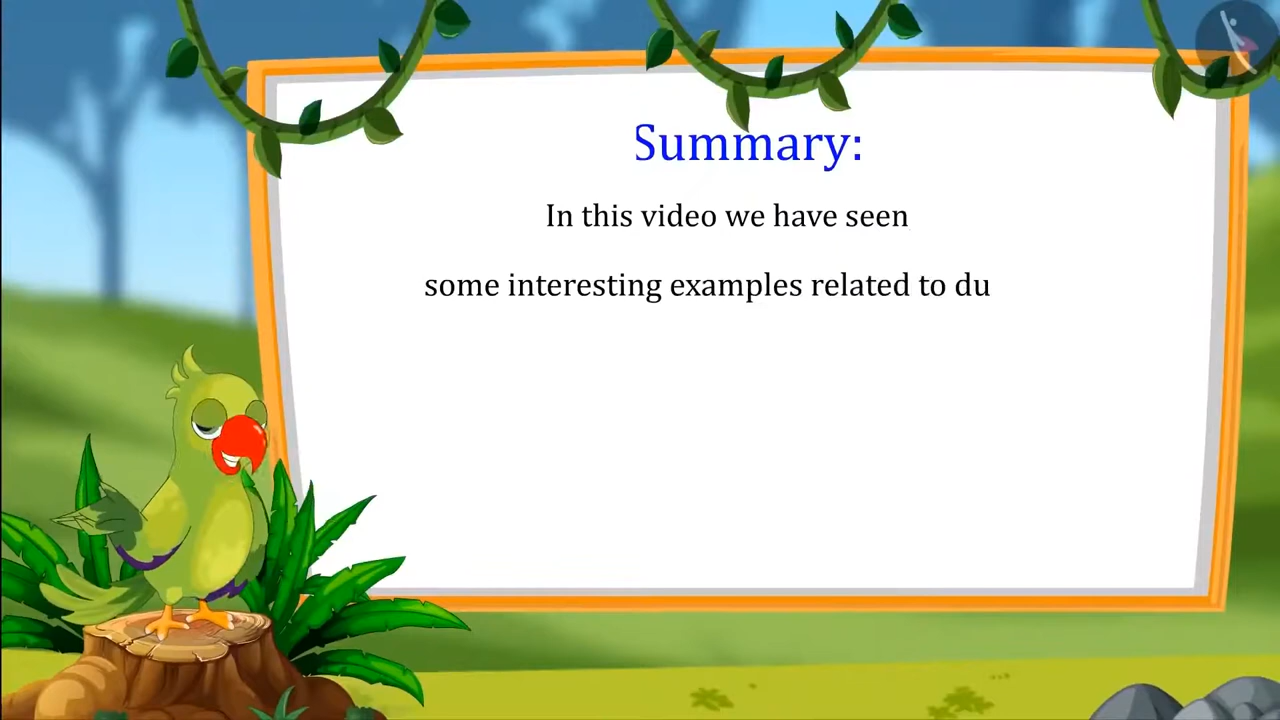 Summary:
In this video we have seen
some interesting examples related to du